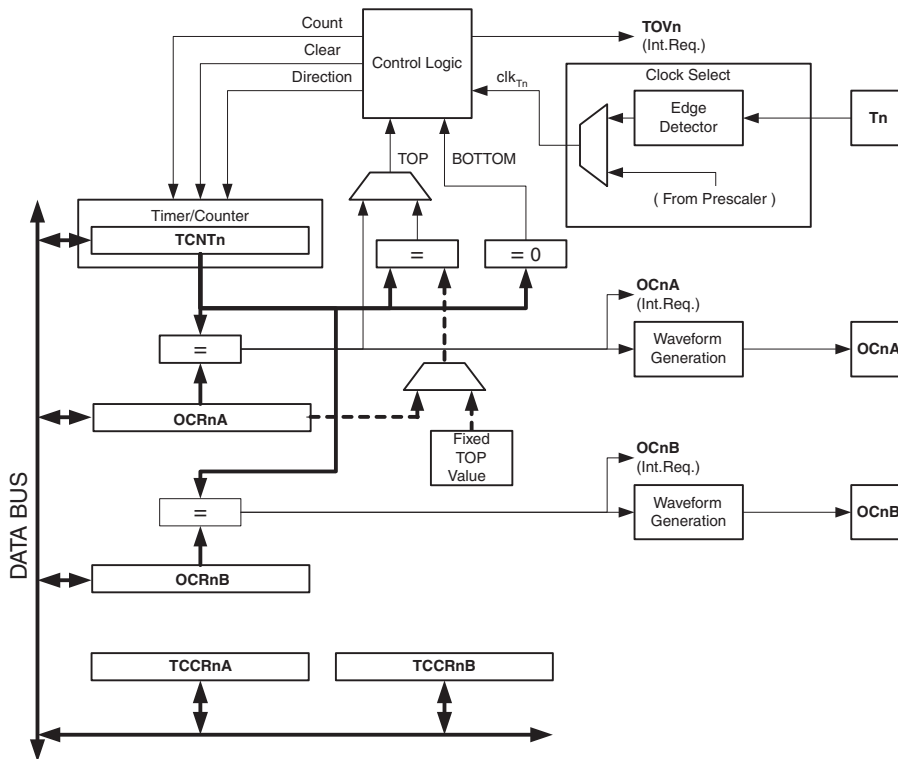 Count
Clear
Direction
Control Logic
TOVn
(Int.Req.)
clkTn
Clock Select
Edge
Detector
Tn
( From Prescaler )
TOP
BOTTOM
Timer/Counter
TCNTn
=
= 0
OCnA
(Int.Req.)
=
Waveform
Generation
OCnA
OCRnA
Fixed
TOP
Value
OCnB
(Int.Req.)
=
Waveform
Generation
OCnB
OCRnB
DATA BUS
TCCRnA
TCCRnB